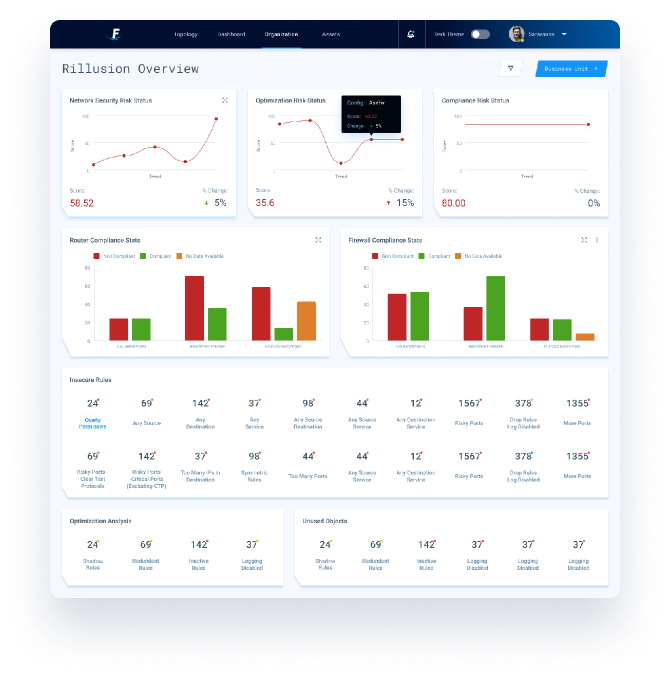 F
Topology Dashboard Organization Assets Dark Theme Sarwanan
Rillusion Overview
Business Unit
Network Security Risk Status
100
50
0
Score
Trend
Score: % Change:
58.52 5%
Optimization Risk Status
Config: Asefw
Score: 63.32
Change: 5%
100
50
0
Score
Trend
Score: % Change:
35.6 15%
Compliance Risk Status
100
50
0
Score
Trend
Score: % Change:
80.00 0%
Router Compliance Stats
Non Compliant Compliant No Data Available
80
60
40
20
0
Firewall Compliance Stats
Non Compliant Compliant No Data Available
80
60
40
20
0
Insecure Rules
24 69 142 37 98 44 12 1567 378 1355
Overly Any Source Any Any Any Source Any Source Any Destination Risky Ports Drop Rules More Ports
Permissive Destination Service Destination Service Service Log Disabled
69 142 37 98 44 44 12 1567 378 1355
Risky Ports - Risky Ports Too Many IPs In Symmetric Too Many Ports Any Source Any Destination Risky Ports Drop Rules More Ports
Clear Text -Critical Ports Destination Rules Service Service Log Disabled
Protocols (Excluding CTP)
Optimization Analysis
24 69 142 37
Shadow Redundant Inactive Logging
Rules Rules Rules Disabled
Unused Objects
24 69 142 37 37 37
Shadow Redundant Inactive Logging Logging Logging
Rules Rules Rules Disabled Disabled Disabled